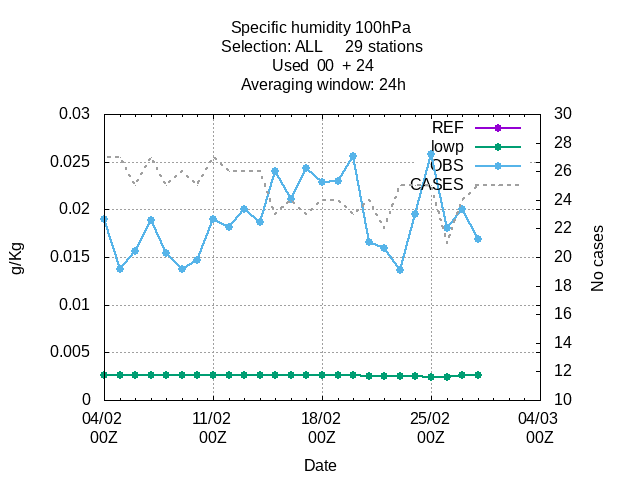 Specific humidity 100hPa
Selection: ALL 29 stations
Used 00 + 24
Averaging window: 24h
0.03
0.025
0.02
0.015
0.01
0.005
0
g/Kg
30
28
26
24
22
20
18
16
14
12
10
No cases
REF
lowp
OBS
CASES
04/02 11/02 18/02 25/02 04/03
00Z 00Z 00Z 00Z 00Z
Date